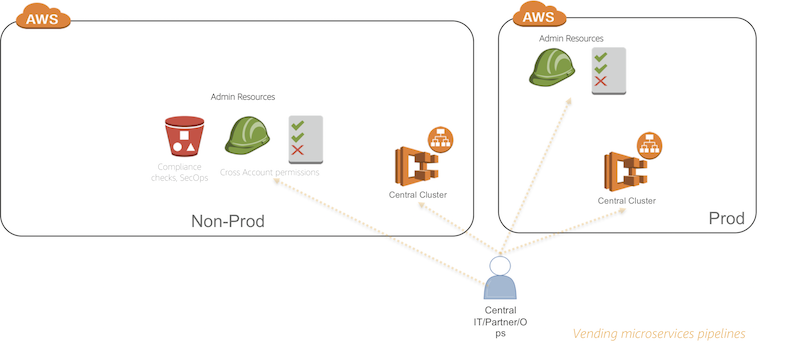 AWS
AWS
Admin Resources
Admin Resources
Compliance
checks, SecOps
Cross Account permissions
Central Cluster
Central Cluster
Non-Prod
Prod
Central
IT/Partner/O
ps
Vending microservices pipelines